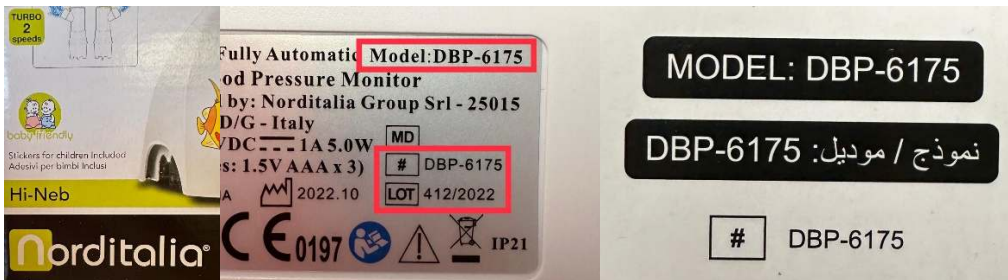 TURBO
2
speeds
baby friendly
Stickers for children Included
Adesivi per bimbi Inclusi
Hi-Neb
Norditalia®
Fully Automatic Model:DBP-6175
od Pressure Monitor
by: Norditalia Group Srl - 25015
D/G - Italy
VDC 1A 5.0W MD
s: 1.5V AAA x 3) # DBP-6175
A 2022.10 LOT 412/2022
CE0197 IP21
MODEL: DBP-6175
نموذج / موديل: DBP-6175
# DBP-6175